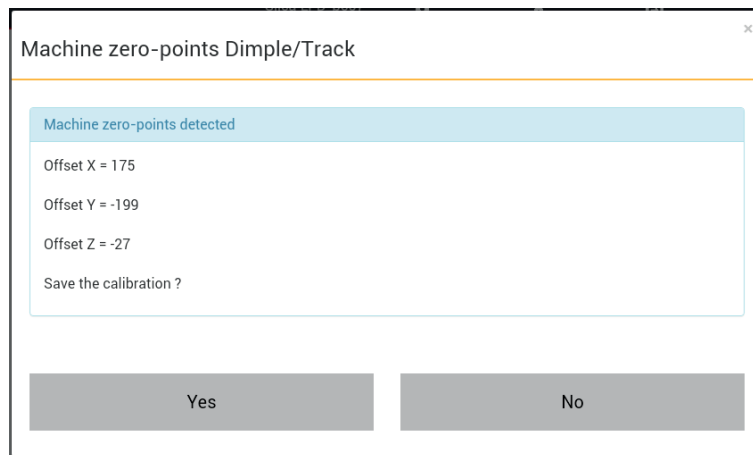 ×
Machine zero-points Dimple/Track
Machine zero-points detected
Offset X = 175
Offset Y = -199
Offset Z = -27
Save the calibration ?
Yes
No